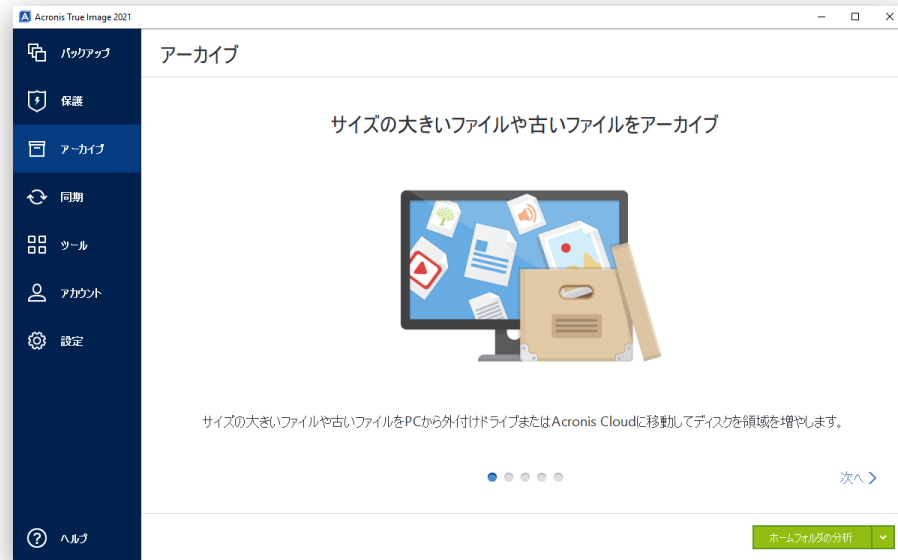 Acronis True Image 2021
バックアップ
保護
アーカイブ
同期
ツール
アカウント
設定
ヘルプ
アーカイブ
サイズの大きいファイルや古いファイルをアーカイブ
サイズの大きいファイルや古いファイルをPCから外付けドライブまたはAcronis Cloudに移動してディスクを領域を増やします。
次へ
ホームフォルダの分析